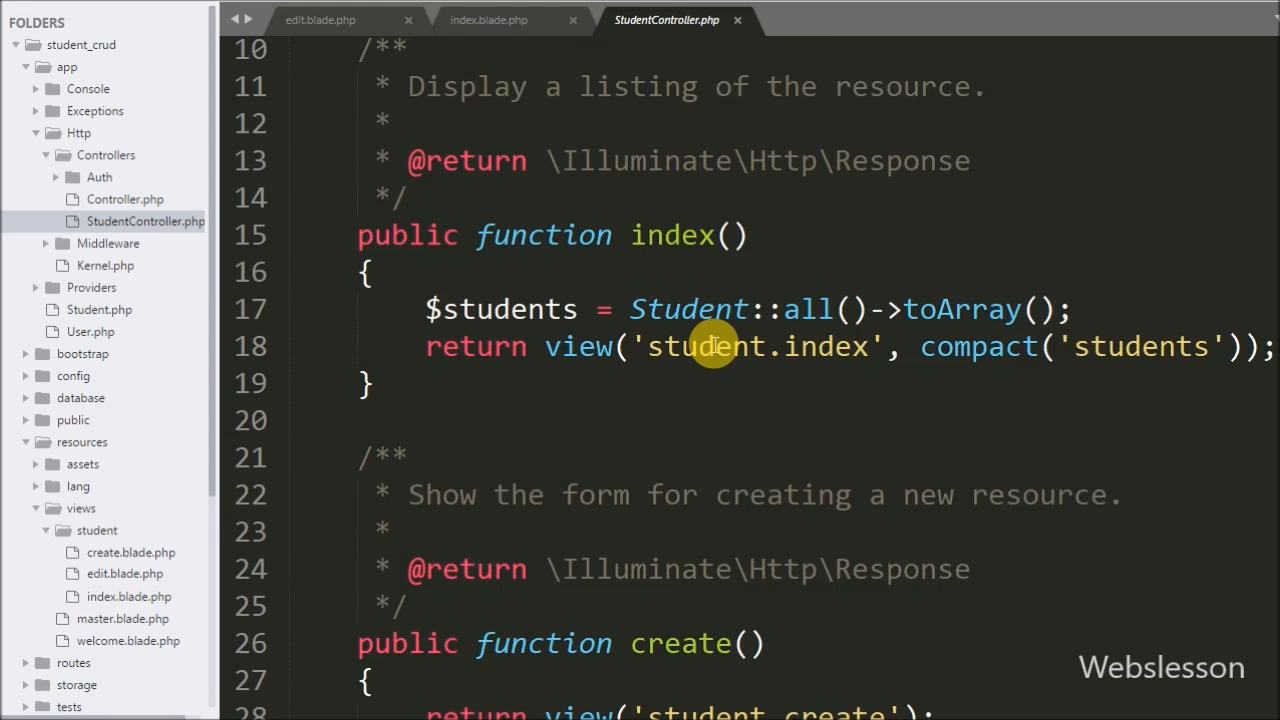 FOLDERS
student_crud
app
Console
Exceptions
Http
Controllers
Auth
Controller.php
StudentController.php
Middleware
Kernel.php
Providers
Student.php
User.php
bootstrap
config
database
public
resources
assets
lang
views
student
create.blade.php
edit.blade.php
index.blade.php
master.blade.php
welcome.blade.php
routes
storage
tests
edit.blade.php × index.blade.php × StudentController.php ×
10 /**
11 * Display a listing of the resource.
12 *
13 * @return \Illuminate\Http\Response
14 */
15 public function index()
16 {
17 $students = Student::all()->toArray();
18 return view('student.index', compact('students'));
19 }
20
21 /**
22 * Show the form for creating a new resource.
23 *
24 * @return \Illuminate\Http\Response
25 */
26 public function create()
27 {
28 return view('student.create');
Webslesson